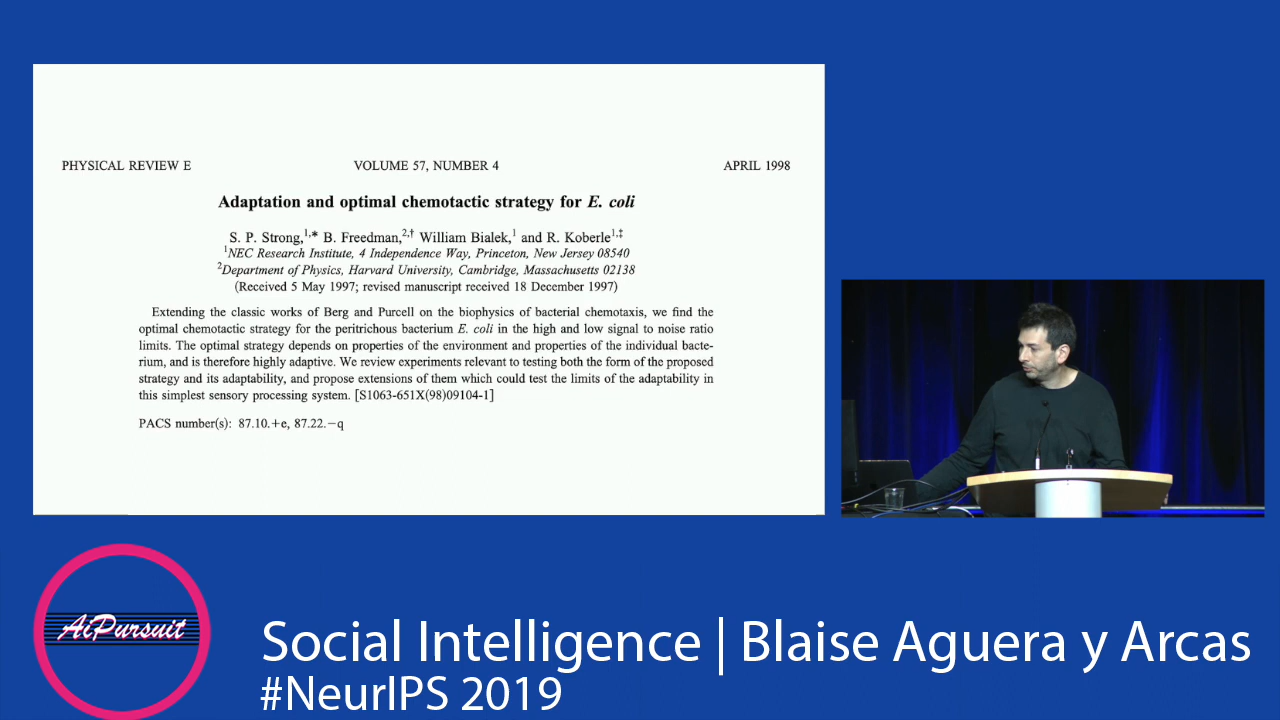 PHYSICAL REVIEW E VOLUME 57, NUMBER 4 APRIL 1998
Adaptation and optimal chemotactic strategy for E. coli
S. P. Strong,1,* B. Freedman,2,† William Bialek,1 and R. Koberle1,‡
1NEC Research Institute, 4 Independence Way, Princeton, New Jersey 08540
2Department of Physics, Harvard University, Cambridge, Massachusetts 02138
(Received 5 May 1997; revised manuscript received 18 December 1997)
Extending the classic works of Berg and Purcell on the biophysics of bacterial chemotaxis, we find the
optimal chemotactic strategy for the peritrichous bacterium E. coli in the high and low signal to noise ratio
limits. The optimal strategy depends on properties of the environment and properties of the individual bacte-
rium, and is therefore highly adaptive. We review experiments relevant to testing both the form of the proposed
strategy and its adaptability, and propose extensions of them which could test the limits of the adaptability in
this simplest sensory processing system. [S1063-651X(98)09104-1]
PACS number(s): 87.10.+e, 87.22.−q
AiPursuit
Social Intelligence | Blaise Aguera y Arcas
#NeurIPS 2019